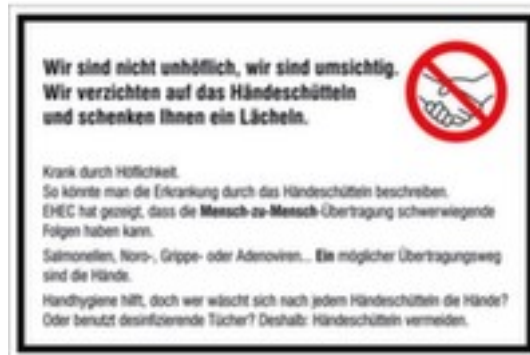 Wir sind nicht unhöflich, wir sind umsichtig.
Wir verzichten auf das Händeschütteln
und schenken Ihnen ein Lächeln.
Krank durch Höflichkeit.
So könnte man die Erkrankung durch das Händeschütteln beschreiben.
EHEC hat gezeigt, dass die Mensch-zu-Mensch-Übertragung schwerwiegende
Folgen haben kann.
Salmonellen, Noro-, Grippe- oder Adenoviren... Ein möglicher Übertragungsweg
sind die Hände.
Handhygiene hilft, doch wer wäscht sich nach jedem Händeschütteln die Hände?
Oder benutzt desinfizierende Tücher? Deshalb: Händeschütteln vermeiden.